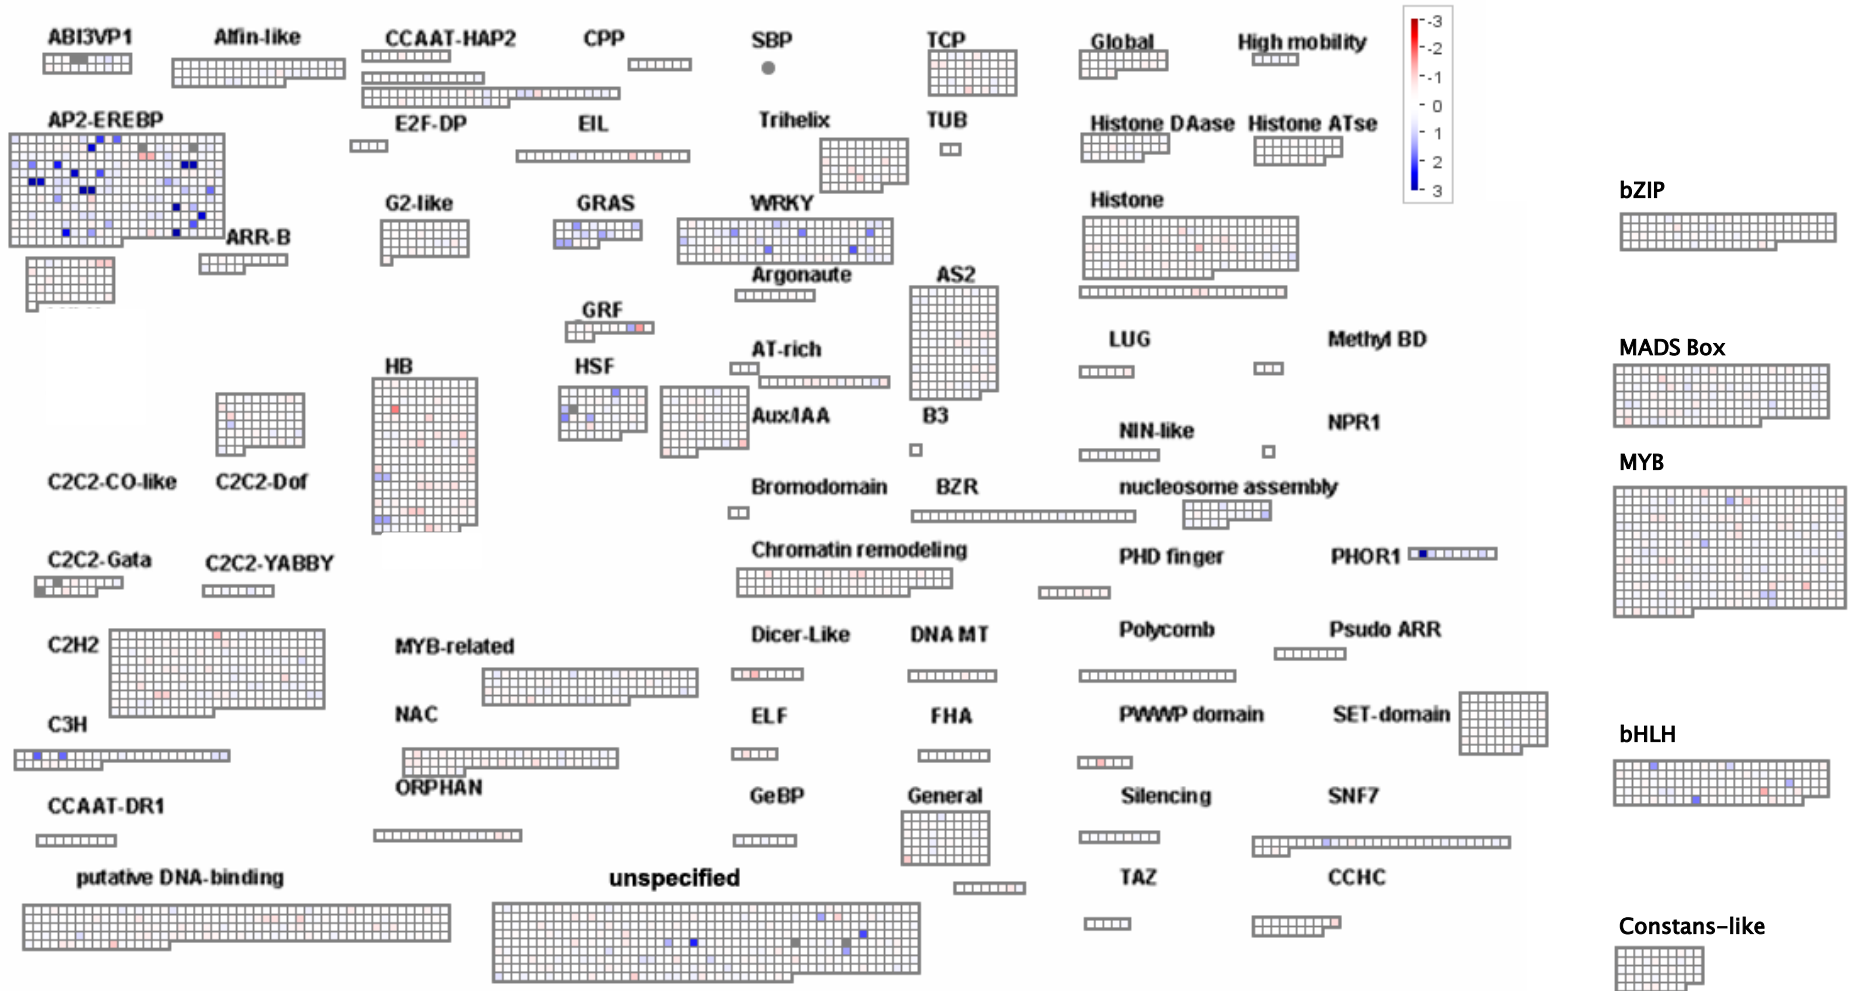 ABI3VP1
Alfin-like
CCAAT-HAP2
CPP
SBP
TCP
Global
High mobility
-3
-2
-1
0
1
2
3
AP2-EREBP
E2F-DP
EIL
Trihelix
TUB
Histone DAase
Histone ATse
bZIP
G2-like
GRAS
WRKY
Histone
ARR-B
Argonaute
AS2
GRF
LUG
Methyl BD
MADS Box
AT-rich
HB
HSF
Aux/IAA
B3
NIN-like
NPR1
MYB
C2C2-CO-like
C2C2-Dof
Bromodomain
BZR
nucleosome assembly
C2C2-Gata
C2C2-YABBY
Chromatin remodeling
PHD finger
PHOR1
C2H2
MYB-related
Dicer-Like
DNA MT
Polycomb
Psudo ARR
C3H
NAC
ELF
FHA
PWWP domain
SET-domain
bHLH
CCAAT-DR1
ORPHAN
GeBP
General
Silencing
SNF7
putative DNA-binding
unspecified
TAZ
CCHC
Constans-like